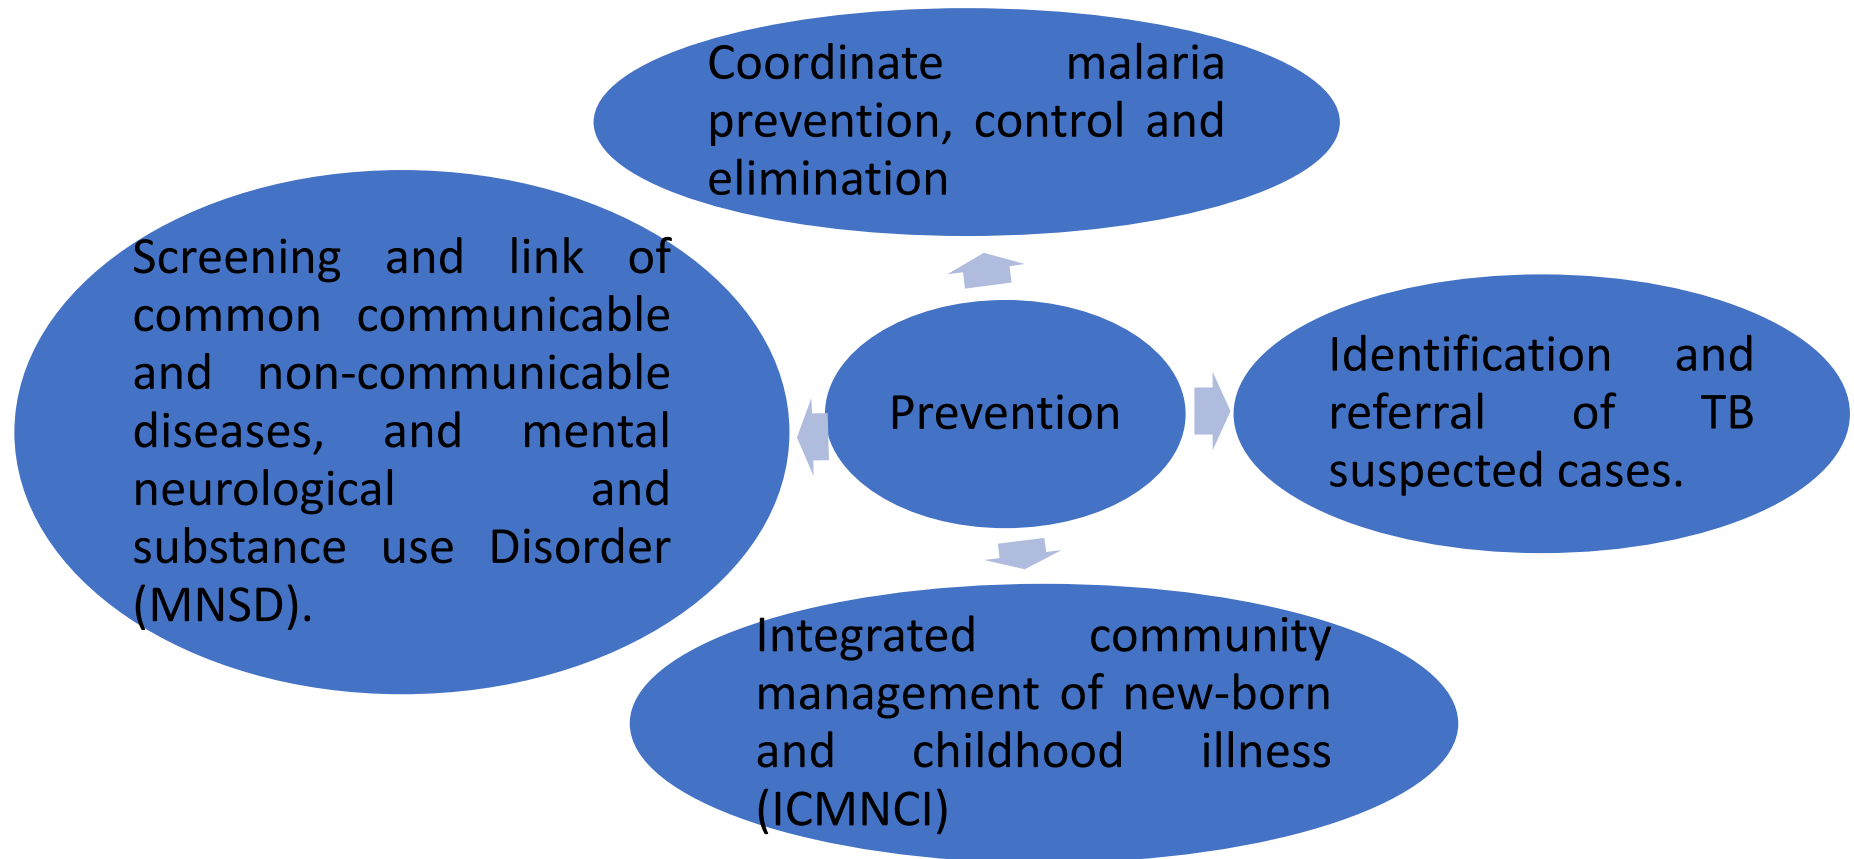 Coordinate malaria
prevention, control and
elimination
Screening and link of
common communicable
and non-communicable
diseases, and mental
neurological and
substance use Disorder
(MNSD).
Prevention
Identification and
referral of TB
suspected cases.
Integrated community
management of new-born
and childhood illness
(ICMNCI)